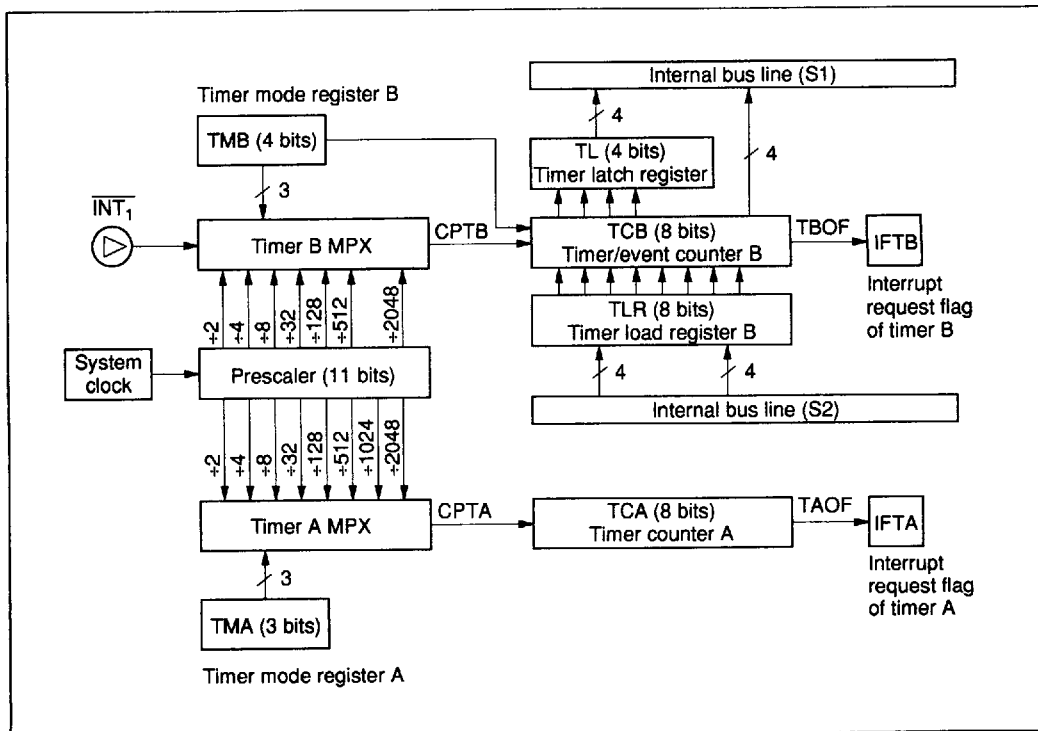 Internal bus line (S1)
Timer mode register B
4
4
TMB (4 bits)
TL (4 bits)
Timer latch register
3
INT1
Timer B MPX
CPTB
TCB (8 bits)
Timer/event counter B
TBOF
IFTB
÷2
÷4
÷8
÷32
÷128
÷512
÷2048
TLR (8 bits)
Timer load register B
Interrupt
request flag
of timer B
System
clock
Prescaler (11 bits)
4
4
Internal bus line (S2)
÷2
÷4
÷8
÷32
÷128
÷512
÷1024
÷2048
Timer A MPX
CPTA
TCA (8 bits)
Timer counter A
TAOF
IFTA
3
Interrupt
request flag
of timer A
TMA (3 bits)
Timer mode register A